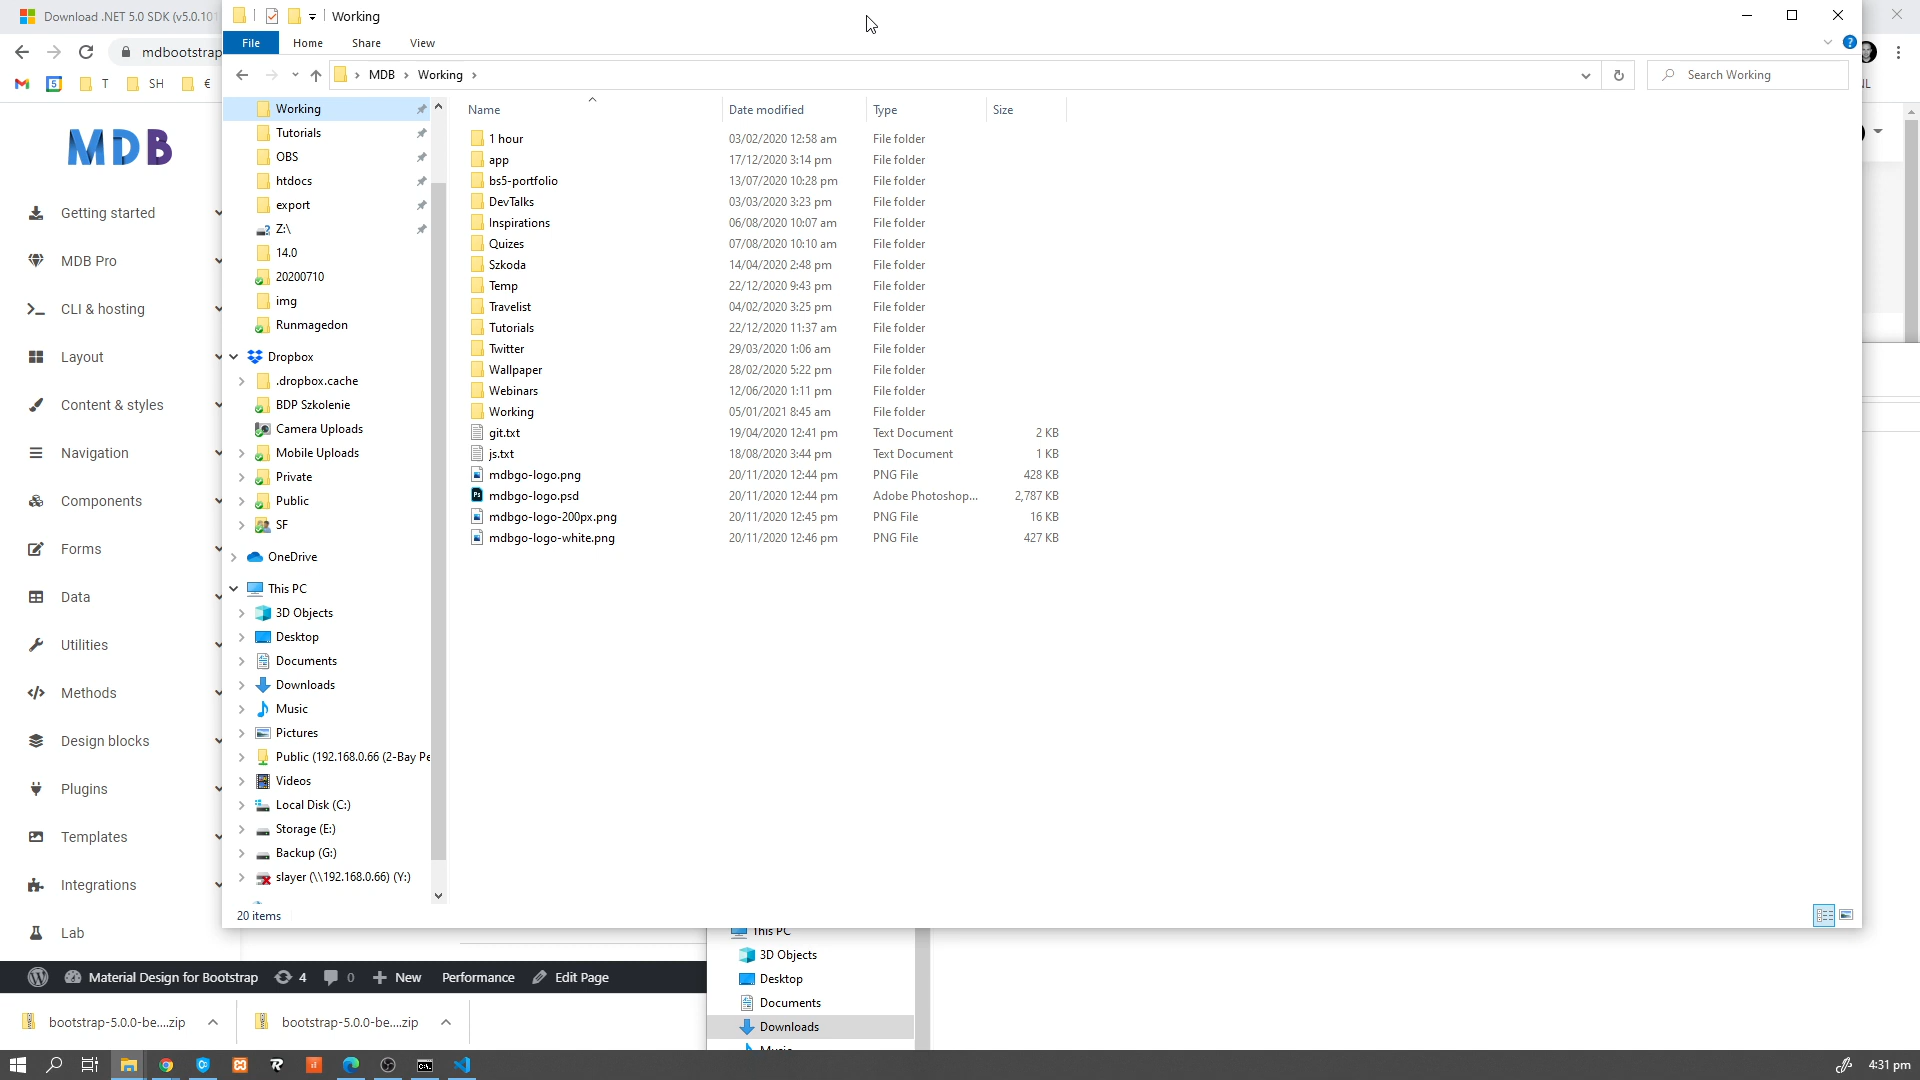 Download .NET 5.0 SDK (v5.0.101
mdbootstrap
T
SH
€
MDB
Getting started
MDB Pro
CLI & hosting
Layout
Content & styles
Navigation
Components
Forms
Data
Utilities
Methods
Design blocks
Plugins
Templates
Integrations
Lab
Working
File
Home
Share
View
MDB
Working
Search Working
Working
Tutorials
OBS
htdocs
export
Z:\
14.0
20200710
img
Runmagedon
Dropbox
.dropbox.cache
BDP Szkolenie
Camera Uploads
Mobile Uploads
Private
Public
SF
OneDrive
This PC
3D Objects
Desktop
Documents
Downloads
Music
Pictures
Public (192.168.0.66 (2-Bay Pe
Videos
Local Disk (C:)
Storage (E:)
Backup (G:)
slayer (\\192.168.0.66) (Y:)
20 items
Name Date modified Type Size
1 hour 03/02/2020 12:58 am File folder
app 17/12/2020 3:14 pm File folder
bs5-portfolio 13/07/2020 10:28 pm File folder
DevTalks 03/03/2020 3:23 pm File folder
Inspirations 06/08/2020 10:07 am File folder
Quizes 07/08/2020 10:10 am File folder
Szkoda 14/04/2020 2:48 pm File folder
Temp 22/12/2020 9:43 pm File folder
Travelist 04/02/2020 3:25 pm File folder
Tutorials 22/12/2020 11:37 am File folder
Twitter 29/03/2020 1:06 am File folder
Wallpaper 28/02/2020 5:22 pm File folder
Webinars 12/06/2020 1:11 pm File folder
Working 05/01/2021 8:45 am File folder
git.txt 19/04/2020 12:41 pm Text Document 2 KB
js.txt 18/08/2020 3:44 pm Text Document 1 KB
mdbgo-logo.png 20/11/2020 12:44 pm PNG File 428 KB
mdbgo-logo.psd 20/11/2020 12:44 pm Adobe Photoshop... 2,787 KB
mdbgo-logo-200px.png 20/11/2020 12:45 pm PNG File 16 KB
mdbgo-logo-white.png 20/11/2020 12:46 pm PNG File 427 KB
This PC
3D Objects
Desktop
Documents
Downloads
Music
Material Design for Bootstrap 4 0 New Performance Edit Page
bootstrap-5.0.0-be....zip
bootstrap-5.0.0-be....zip
4:31 pm